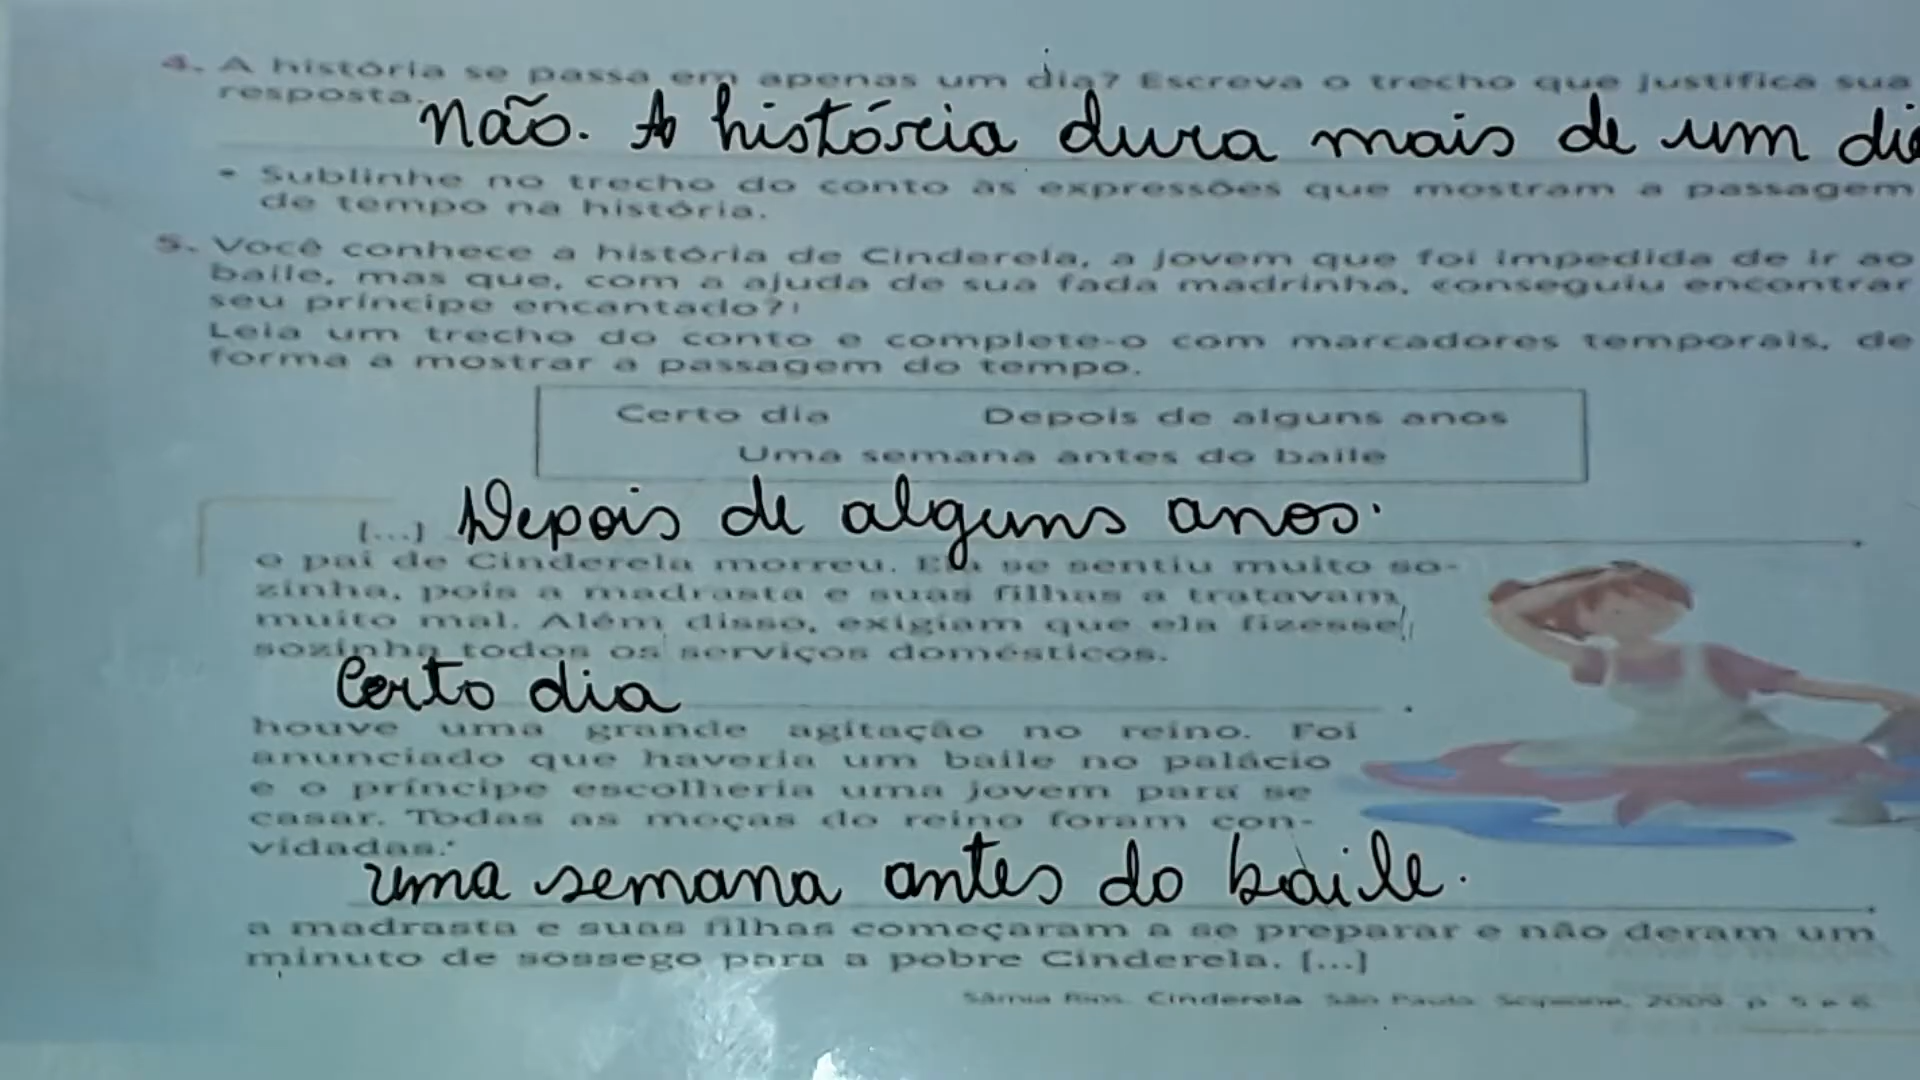 4. A história se passa em apenas um dia? Escreva o trecho que justifica sua
resposta.
Não. A história dura mais de um di
• Sublinhe no trecho do conto as expressões que mostram a passagem
de tempo na história.
5. Você conhece a história de Cinderela, a jovem que foi impedida de ir ao
baile, mas que, com a ajuda de sua fada madrinha, conseguiu encontrar
seu príncipe encantado?
Leia um trecho do conto e complete-o com marcadores temporais, de
forma a mostrar a passagem do tempo.
Certo dia Depois de alguns anos
Uma semana antes do baile
[...] Depois de alguns anos.
o pai de Cinderela morreu. Ela se sentiu muito so-
zinha, pois a madrasta e suas filhas a tratavam
muito mal. Além disso, exigiam que ela fizesse
sozinha todos os serviços domésticos.
Certo dia ,
houve uma grande agitação no reino. Foi
anunciado que haveria um baile no palácio
e o príncipe escolheria uma jovem para se
casar. Todas as moças do reino foram con-
vidadas.
uma semana antes do baile.
a madrasta e suas filhas começaram a se preparar e não deram um
minuto de sossego para a pobre Cinderela. [...]
Sâmia Rios. Cinderela. São Paulo: Scipione, 2009. p. 5 e 6.